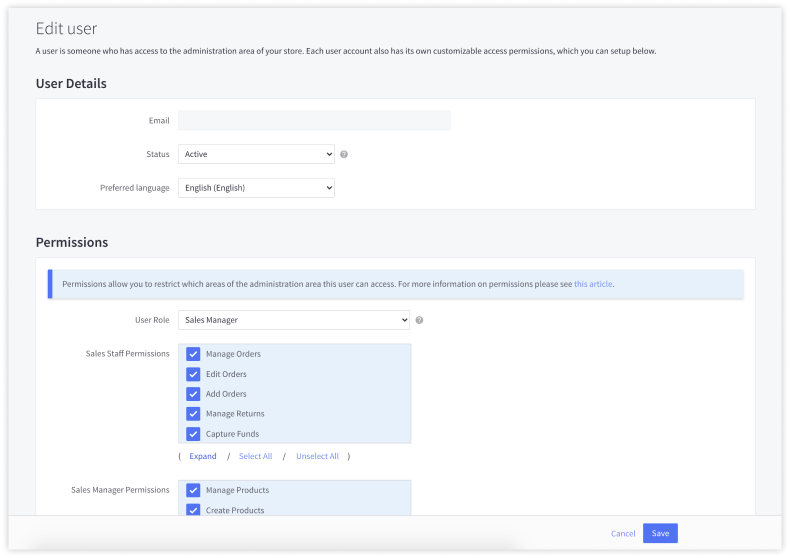 Edit user
A user is someone who has access to the administration area of your store. Each user account also has its own customizable access permissions, which you can setup below.
User Details
Email
Status Active ?
Preferred language English (English)
Permissions
Permissions allow you to restrict which areas of the administration area this user can access. For more information on permissions please see this article.
User Role Sales Manager ?
Sales Staff Permissions Manage Orders
Edit Orders
Add Orders
Manage Returns
Capture Funds
( Expand / Select All / Unselect All )
Sales Manager Permissions Manage Products
Create Products
Cancel Save